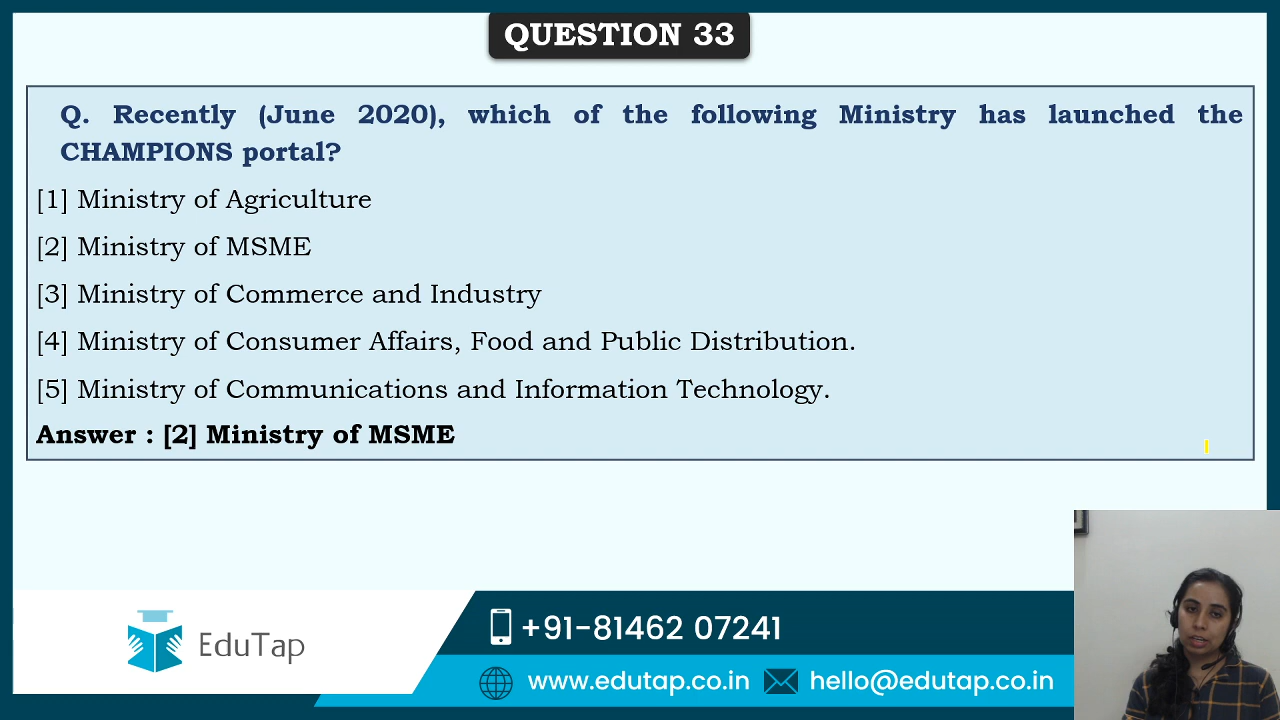 QUESTION 33
Q. Recently (June 2020), which of the following Ministry has launched the
CHAMPIONS portal?
[1] Ministry of Agriculture
[2] Ministry of MSME
[3] Ministry of Commerce and Industry
[4] Ministry of Consumer Affairs, Food and Public Distribution.
[5] Ministry of Communications and Information Technology.
Answer : [2] Ministry of MSME
EduTap
+91-81462 07241
www.edutap.co.in
hello@edutap.co.in